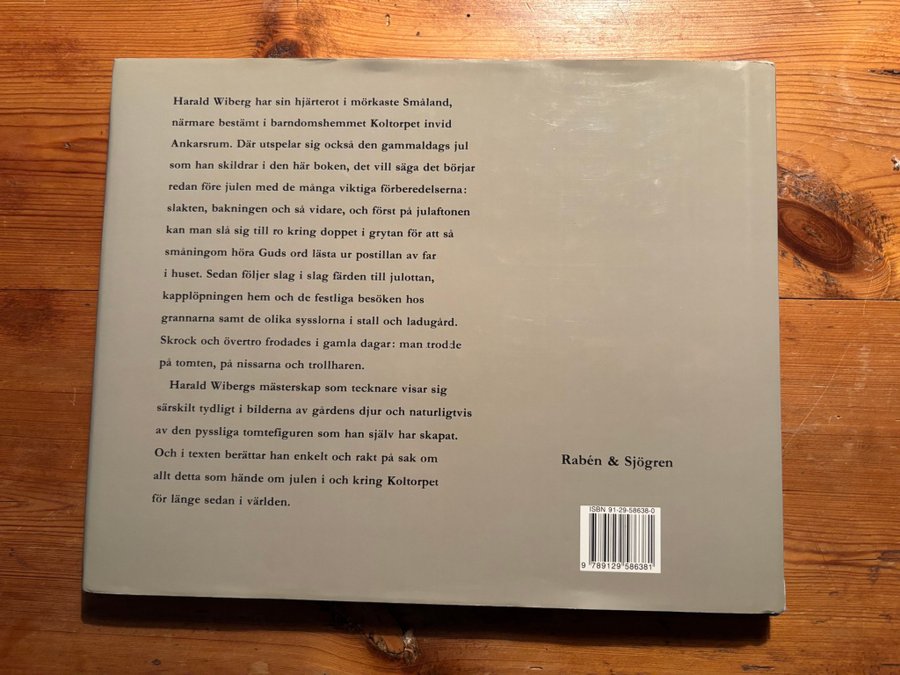 Harald Wiberg har sin hjärterot i mörkaste Småland,
närmare bestämt i barndomshemmet Koltorpet invid
Ankarsrum. Där utspelar sig också den gammaldags jul
som han skildrar i den här boken, det vill säga det börjar
redan före julen med de många viktiga förberedelserna:
slakten, bakningen och så vidare, och först på julaftonen
kan man slå sig till ro kring doppet i grytan för att så
småningom höra Guds ord lästa ur postillan av far
i huset. Sedan följer slag i slag färden till julottan,
kapplöpningen hem och de festliga besöken hos
grannarna samt de olika sysslorna i stall och ladugård.
Skrock och övertro frodades i gamla dagar: man trodde
på tomten, på nissarna och trollharen.
Harald Wibergs mästerskap som tecknare visar sig
särskilt tydligt i bilderna av gårdens djur och naturligtvis
av den pyssliga tomtefiguren som han själv har skapat.
Och i texten berättar han enkelt och rakt på sak om
allt detta som hände om julen i och kring Koltorpet
för länge sedan i världen.
Rabén & Sjögren
ISBN 91-29-58638-0
9 789129 586381